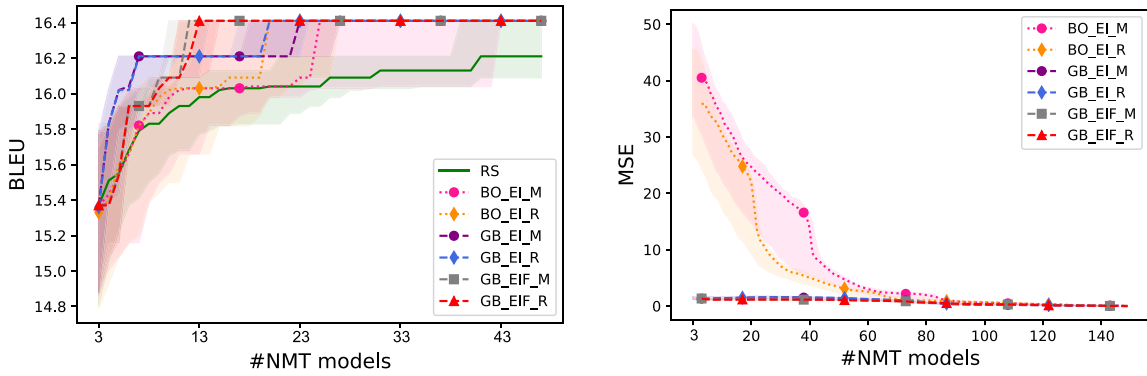 BLEU
16.4
16.2
16.0
15.8
15.6
15.4
15.2
15.0
14.8
3
13
23
33
43
#NMT models
RS
BO_EI_M
BO_EI_R
GB_EI_M
GB_EI_R
GB_EIF_M
GB_EIF_R
MSE
50
40
30
20
10
0
3
20
40
60
80
100
120
140
#NMT models
BO_EI_M
BO_EI_R
GB_EI_M
GB_EI_R
GB_EIF_M
GB_EIF_R